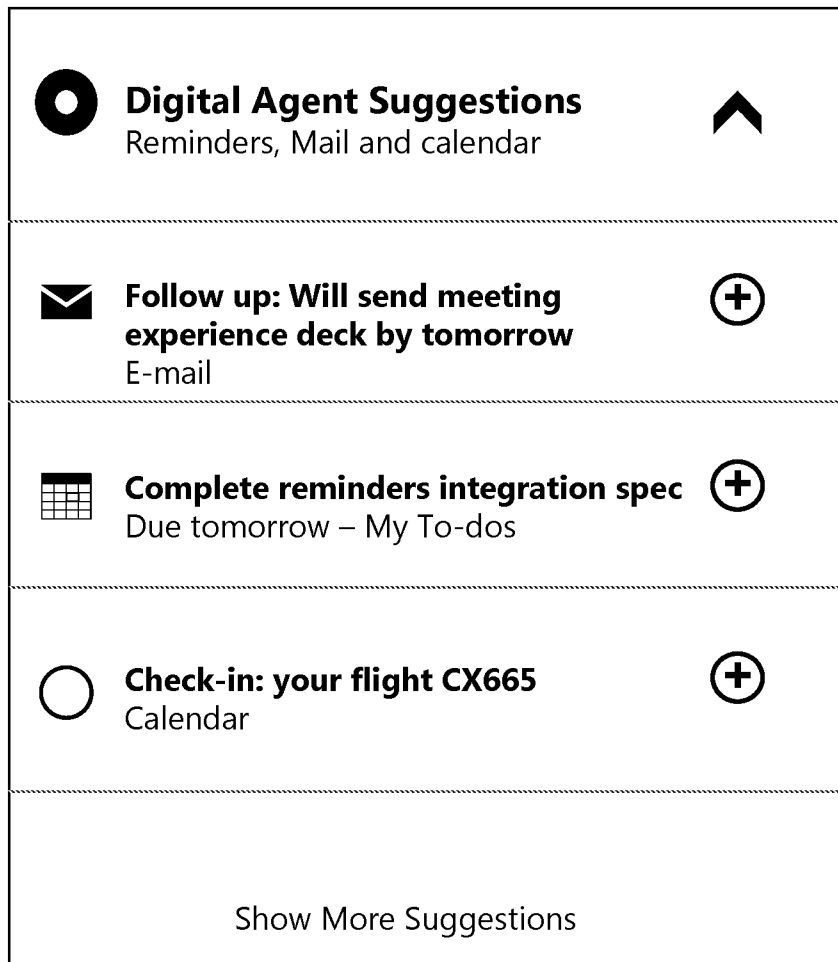 Digital Agent Suggestions
Reminders, Mail and calendar
Follow up: Will send meeting
experience deck by tomorrow
E-mail
Complete reminders integration spec
Due tomorrow – My To-dos
Check-in: your flight CX665
Calendar
Show More Suggestions